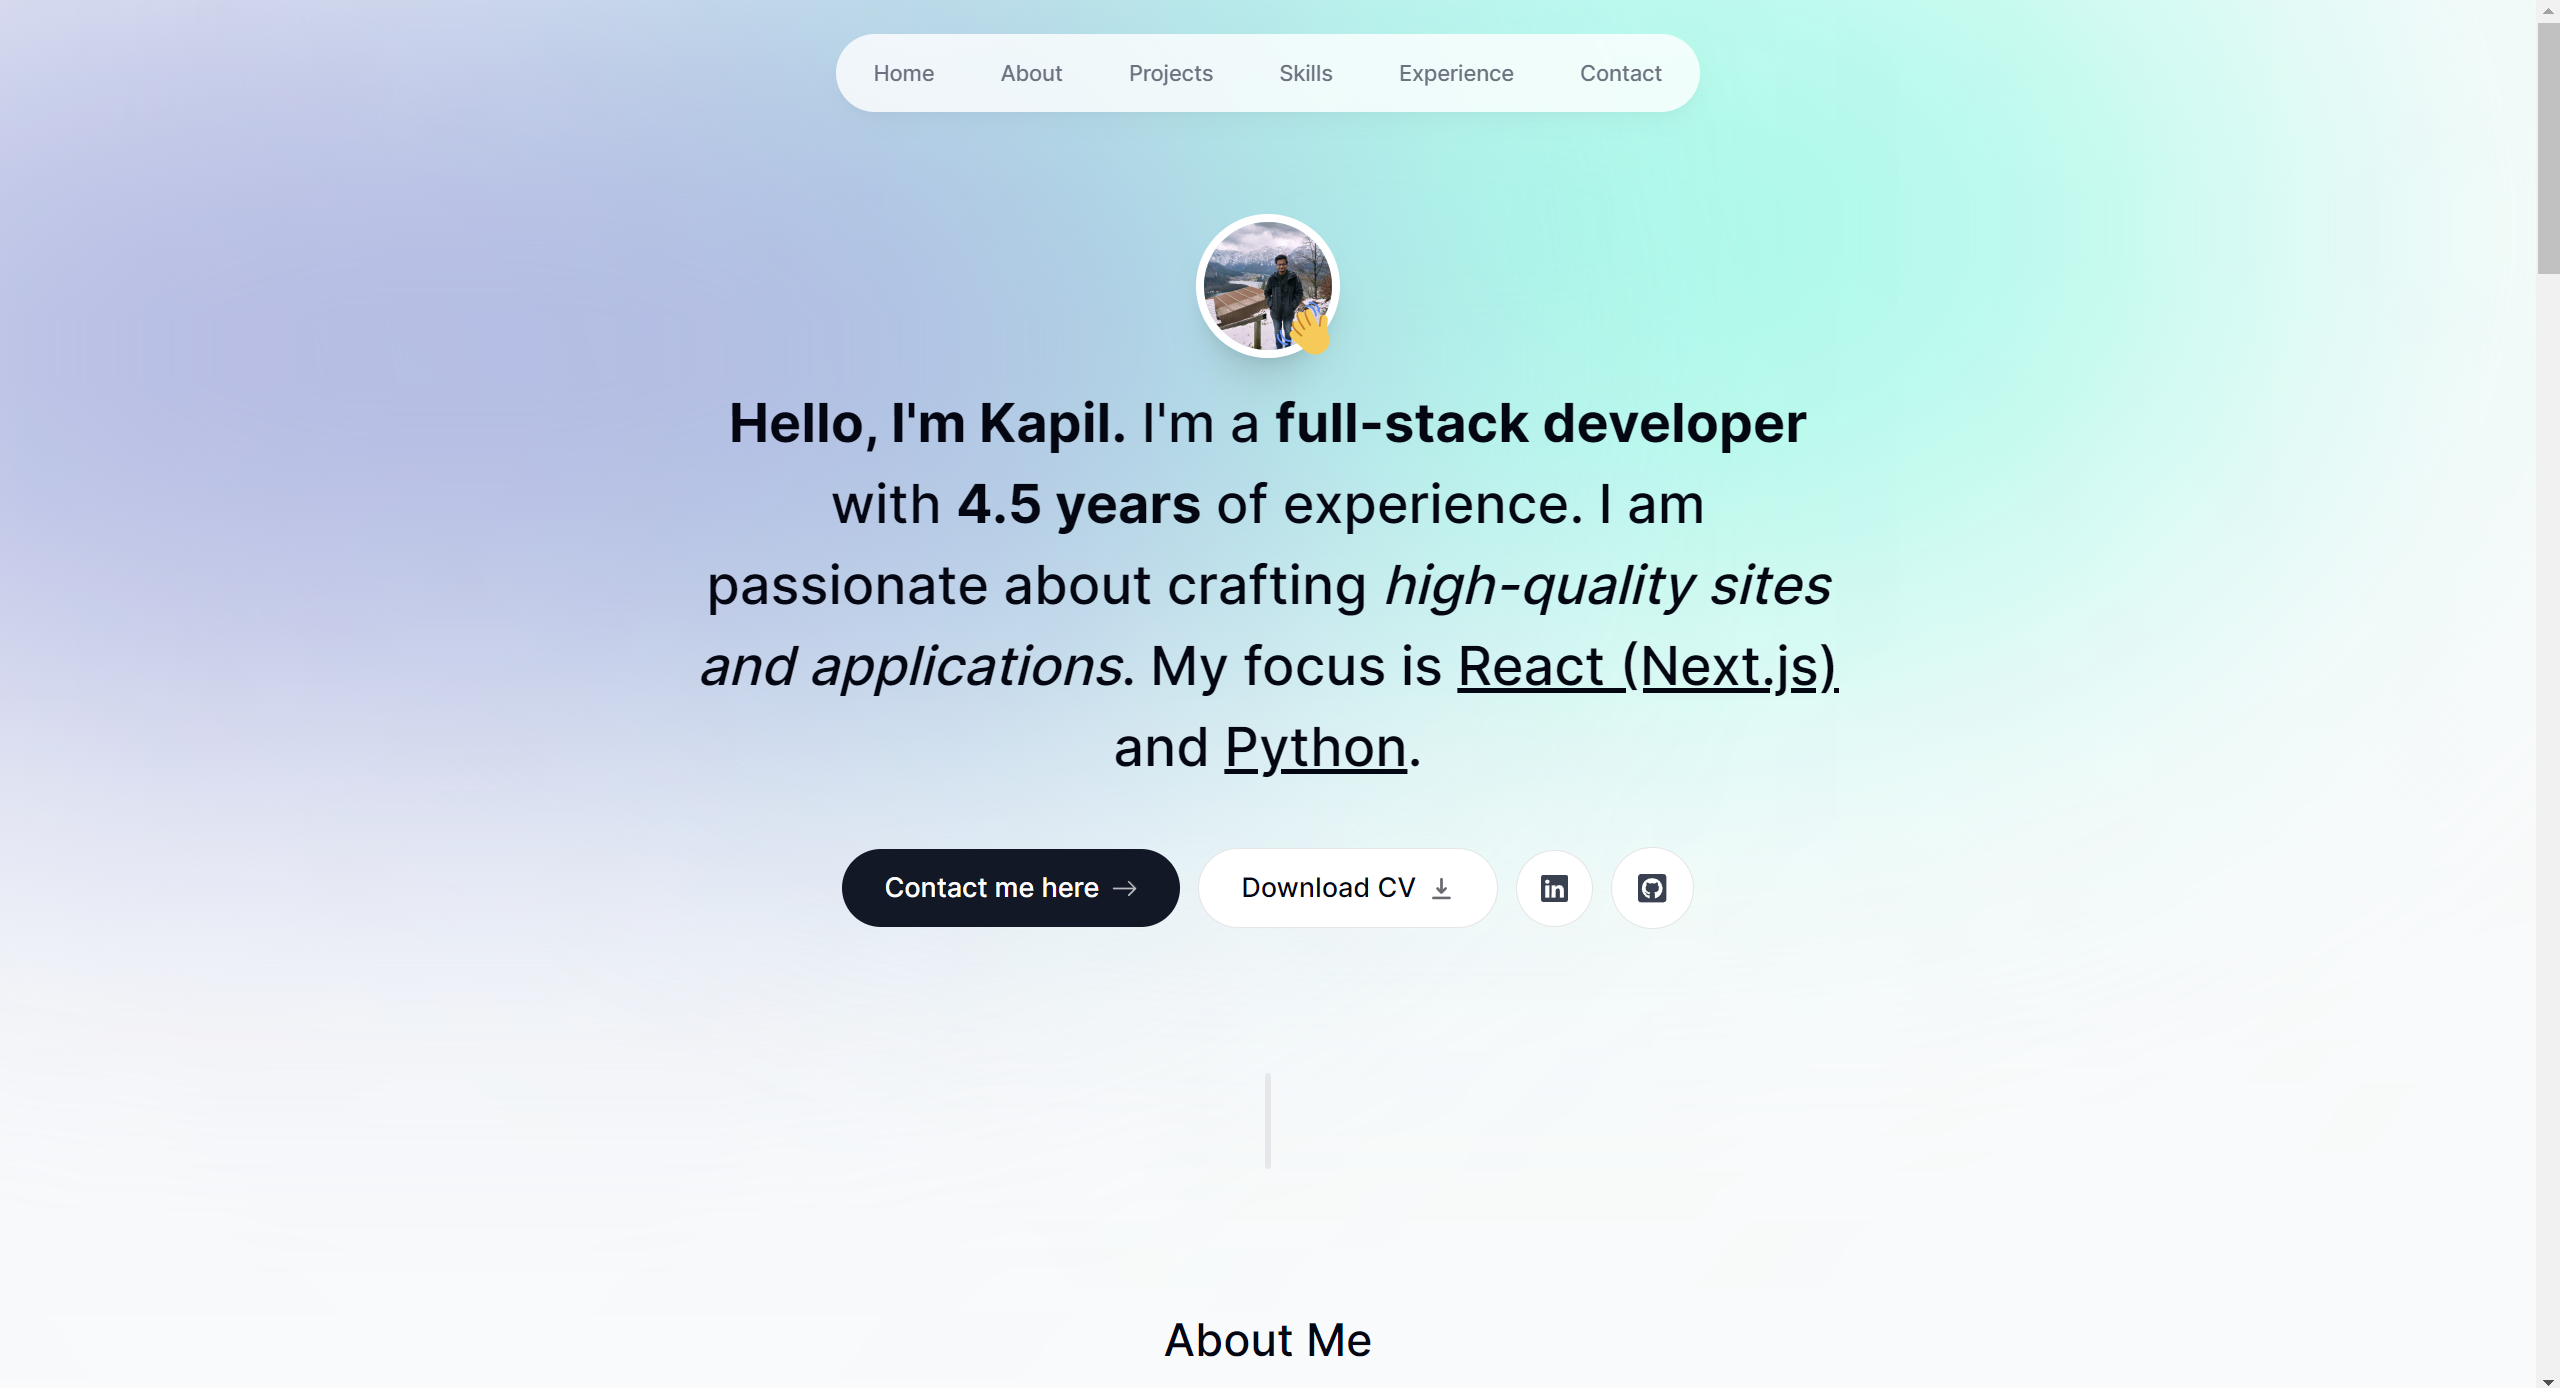 Home About Projects Skills Experience Contact
Hello, I'm Kapil. I'm a full-stack developer
with 4.5 years of experience. I am
passionate about crafting high-quality sites
and applications. My focus is React (Next.js)
and Python.
Contact me here Download CV in
About Me